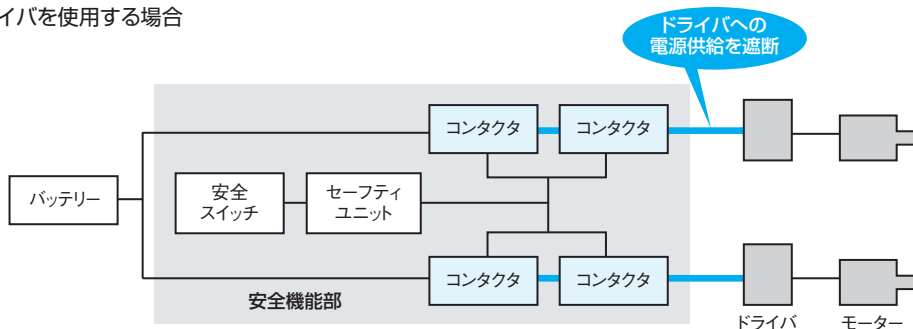 イバを使用する場合
ドライバへの
電源供給を遮断
コンタクタ
コンタクタ
バッテリー
安全
スイッチ
セーフティ
ユニット
コンタクタ
コンタクタ
安全機能部
ドライバ
モーター